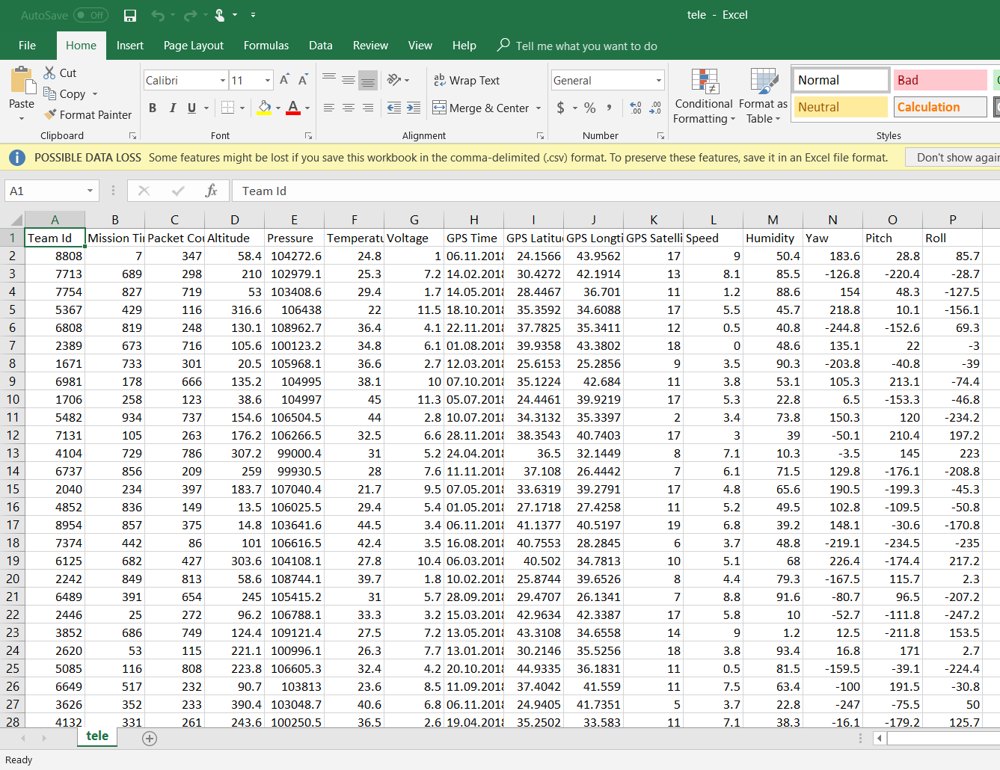 AutoSave Off tele - Excel
File Home Insert Page Layout Formulas Data Review View Help Tell me what you want to do
Cut
Copy
Format Painter
Paste
Clipboard
Calibri 11 A A
B I U A
Font
ab Wrap Text
Merge & Center
Alignment
General
$ % ,
Number
Conditional Formatting
Format as Table
Normal Bad
Neutral Calculation
Styles
POSSIBLE DATA LOSS Some features might be lost if you save this workbook in the comma-delimited (.csv) format. To preserve these features, save it in an Excel file format. Don't show agair
A1 fx Team Id
A B C D E F G H I J K L M N O P
1 Team Id Mission Ti Packet Cou Altitude Pressure Temperatu Voltage GPS Time GPS Latitu GPS Longti GPS Satelli Speed Humidity Yaw Pitch Roll
2 8808 7 347 58.4 104272.6 24.8 1 06.11.2018 24.1566 43.9562 17 9 50.4 183.6 28.8 85.7
3 7713 689 298 210 102979.1 25.3 7.2 14.02.2018 30.4272 42.1914 13 8.1 85.5 -126.8 -220.4 -28.7
4 7754 827 719 53 103408.6 29.4 1.7 14.05.2018 28.4467 36.701 11 1.2 88.6 154 48.3 -127.5
5 5367 429 116 316.6 106438 22 11.5 18.10.2018 35.3592 34.6088 17 5.5 45.7 218.8 10.1 -156.1
6 6808 819 248 130.1 108962.7 36.4 4.1 22.11.2018 37.7825 35.3411 12 0.5 40.8 -244.8 -152.6 69.3
7 2389 673 716 105.6 100123.2 34.8 6.1 01.08.2018 39.9358 43.3802 18 0 48.6 135.1 22 -3
8 1671 733 301 20.5 105968.1 36.6 2.7 12.03.2018 25.6153 25.2856 9 3.5 90.3 -203.8 -40.8 -39
9 6981 178 666 135.2 104995 38.1 10 07.10.2018 35.1224 42.684 11 3.8 53.1 105.3 213.1 -74.4
10 1706 258 123 38.6 104997 45 11.3 05.07.2018 24.4461 39.9219 17 5.3 22.8 6.5 -153.3 -46.8
11 5482 934 737 154.6 106504.5 44 2.8 10.07.2018 34.3132 35.3397 2 3.4 73.8 150.3 120 -234.2
12 7131 105 263 176.2 106266.5 32.5 6.6 28.11.2018 38.3543 40.7403 17 3 39 -50.1 210.4 197.2
13 4104 729 786 307.2 99000.4 31 5.2 24.04.2018 36.5 32.1449 8 7.1 10.3 -3.5 145 223
14 6737 856 209 259 99930.5 28 7.6 11.11.2018 37.108 26.4442 7 6.1 71.5 129.8 -176.1 -208.8
15 2040 234 397 183.7 107040.4 21.7 9.5 07.05.2018 33.6319 39.2791 17 4.8 65.6 190.5 -199.3 -45.3
16 4852 836 149 13.5 106025.5 29.4 5.4 01.05.2018 27.1718 27.4258 11 5.2 49.5 102.8 -109.5 -50.8
17 8954 857 375 14.8 103641.6 44.5 3.4 06.11.2018 41.1377 40.5197 19 6.8 39.2 148.1 -30.6 -170.8
18 7374 442 86 101 106616.5 42.4 3.5 16.08.2018 40.7553 28.2845 6 3.7 48.8 -219.1 -234.5 -235
19 6125 682 427 303.6 104108.1 27.8 10.4 06.03.2018 40.502 34.7813 10 5.1 68 226.4 -174.4 217.2
20 2242 849 813 58.6 108744.1 39.7 1.8 10.02.2018 25.8744 39.6526 8 4.4 79.3 -167.5 115.7 2.3
21 6489 391 654 245 105415.2 31 5.7 28.09.2018 29.4707 26.1341 7 8.8 91.6 -80.7 96.5 -207.2
22 2446 25 272 96.2 106788.1 33.3 3.2 15.03.2018 42.9634 42.3387 17 5.8 10 -52.7 -111.8 -247.2
23 3852 686 749 124.4 109121.4 27.5 7.2 13.05.2018 43.3108 34.6558 14 9 1.2 12.5 -211.8 153.5
24 2620 53 115 221.1 100996.1 26.3 7.7 13.01.2018 30.2146 35.5256 18 3.8 93.4 16.8 171 2.7
25 5085 116 808 223.8 106605.3 32.4 4.2 20.10.2018 44.9335 36.1831 11 0.5 81.5 -159.5 -39.1 -224.4
26 6649 517 232 90.7 103813 23.6 8.5 11.09.2018 37.4042 41.559 11 7.5 63.4 -100 191.5 -30.8
27 3626 352 233 390.4 103048.7 40.6 6.8 06.11.2018 24.9405 41.7351 5 3.7 22.8 -247 -75.5 50
28 4132 331 261 243.6 100250.5 36.5 2.6 19.04.2018 35.2502 33.583 11 7.1 38.3 -16.1 -179.2 125.7
tele
Ready